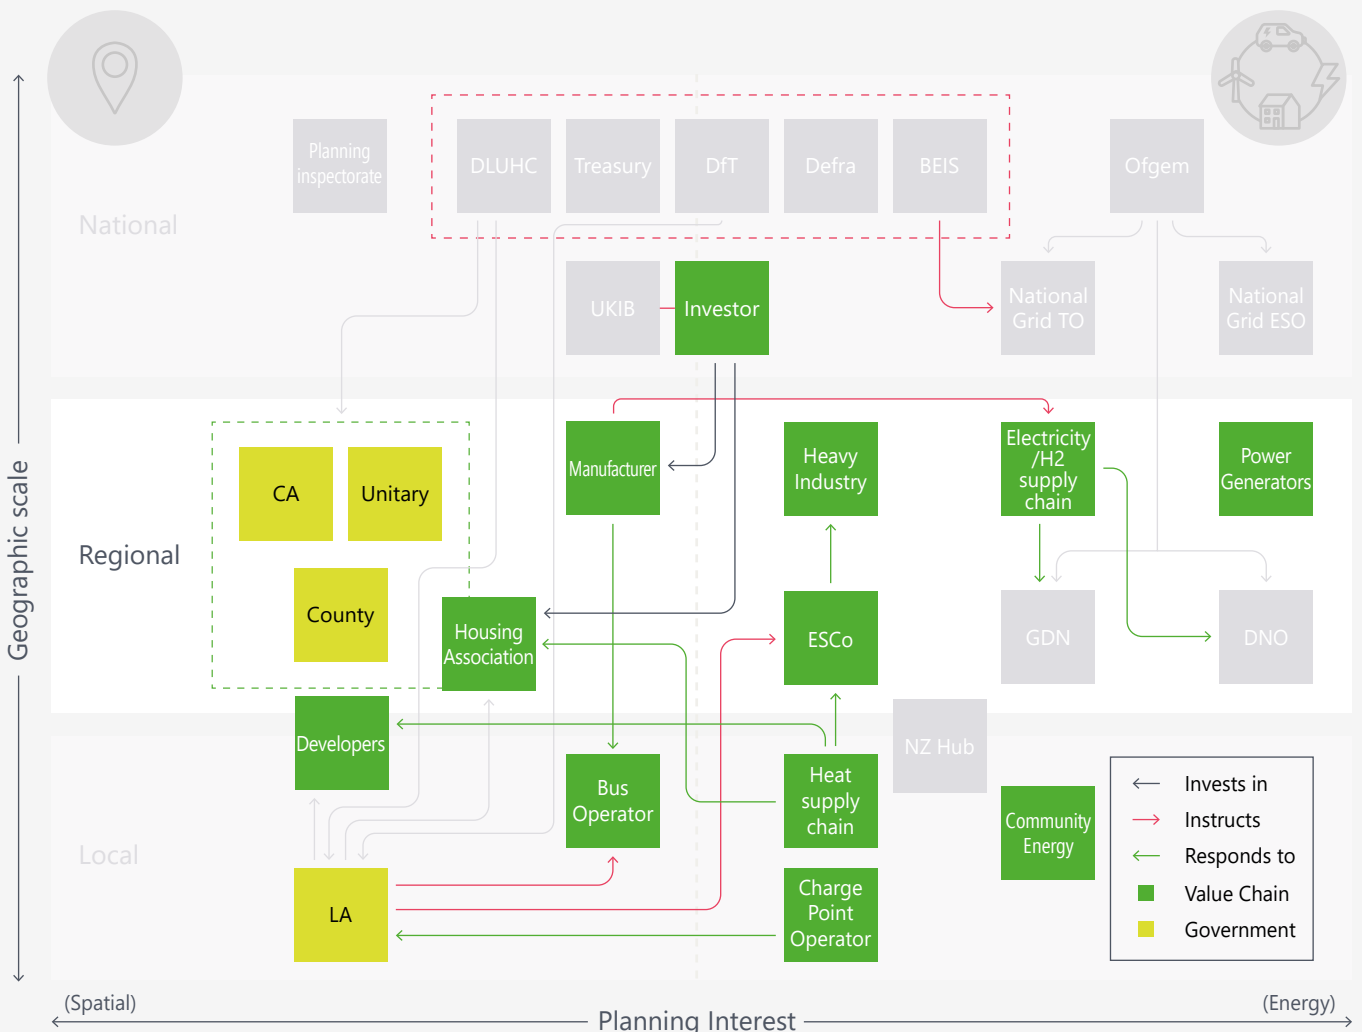 Planning
inspectorate
DLUHC
Treasury
DfT
Defra
BEIS
Ofgem
National
UKIB
Investor
National
Grid TO
National
Grid ESO
Geographic scale
Regional
CA
Unitary
County
Housing
Association
Manufacturer
Heavy
Industry
Electricity
/H2
supply
chain
Power
Generators
ESCo
GDN
DNO
Developers
NZ Hub
Local
Bus
Operator
Heat
supply
chain
Community
Energy
LA
Charge
Point
Operator
Invests in
Instructs
Responds to
Value Chain
Government
(Spatial)
Planning Interest
(Energy)